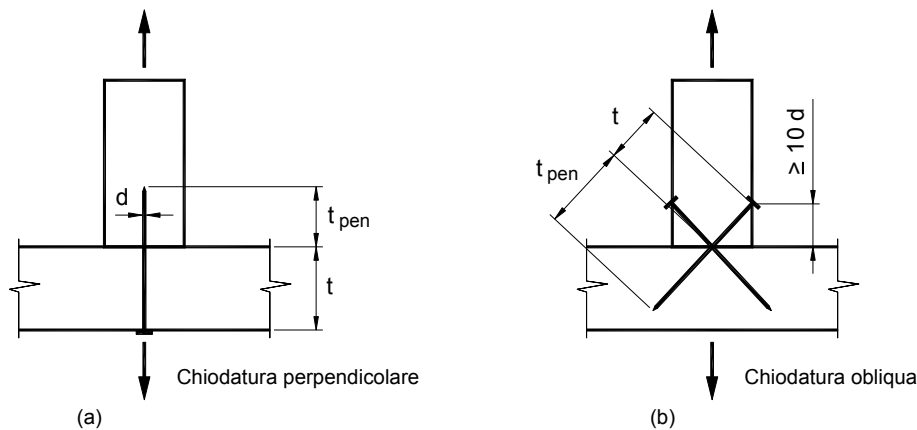 d
t pen
t
Chiodatura perpendicolare
(a)
t
t pen
≥ 10 d
Chiodatura obliqua
(b)